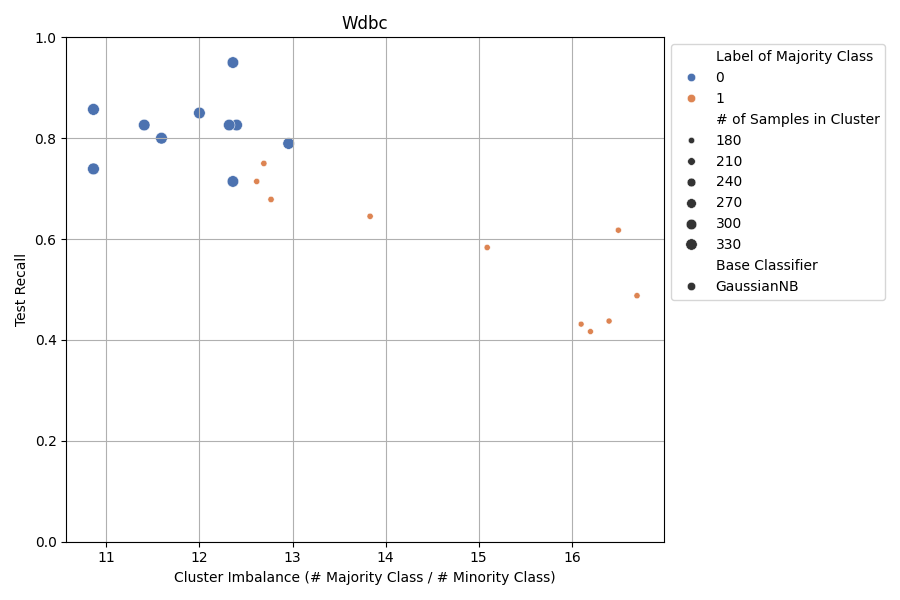 Wdbc
1.0
0.8
0.6
0.4
0.2
0.0
Test Recall
11 12 13 14 15 16
Cluster Imbalance (# Majority Class / # Minority Class)
Label of Majority Class
0
1
# of Samples in Cluster
180
210
240
270
300
330
Base Classifier
GaussianNB